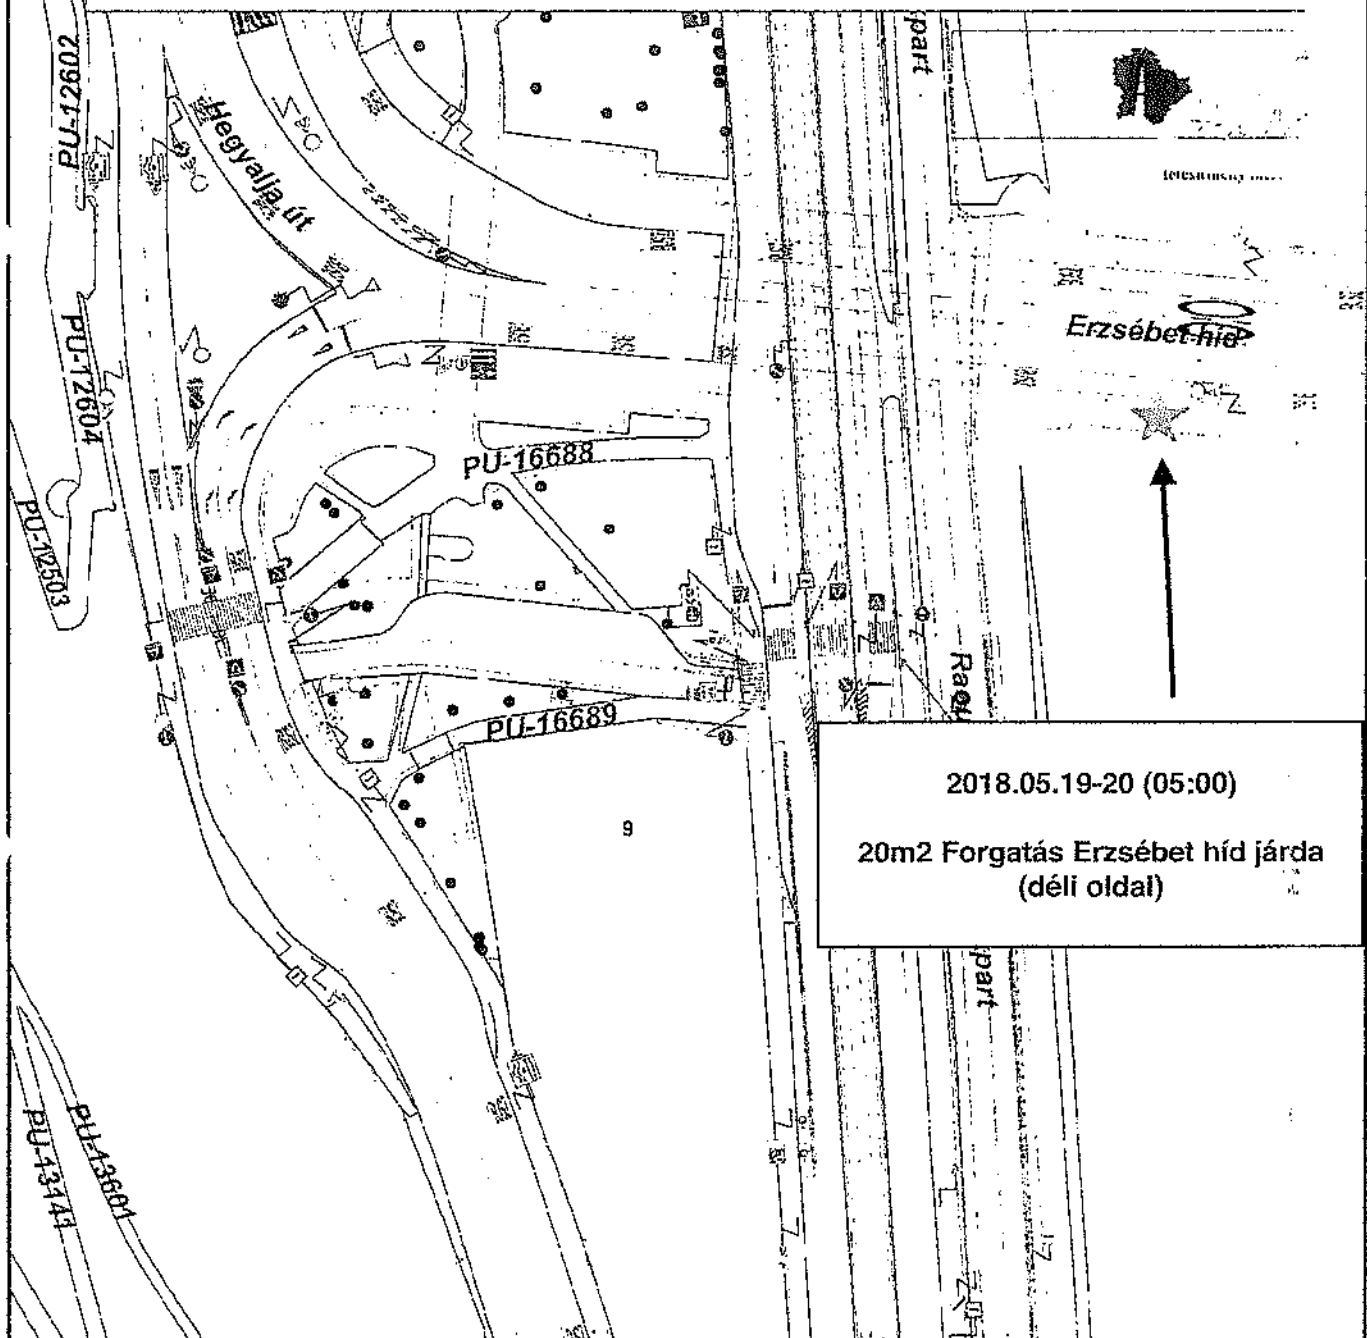 PU-12602
Hegyalja út
part
Erzsébet híd
PU-12604
PU-16688
PU-12503
PU-16689
9
2018.05.19-20 (05:00)
20m2 Forgatás Erzsébet híd járda
(déli oldal)
part
PU-13601
PU-13141